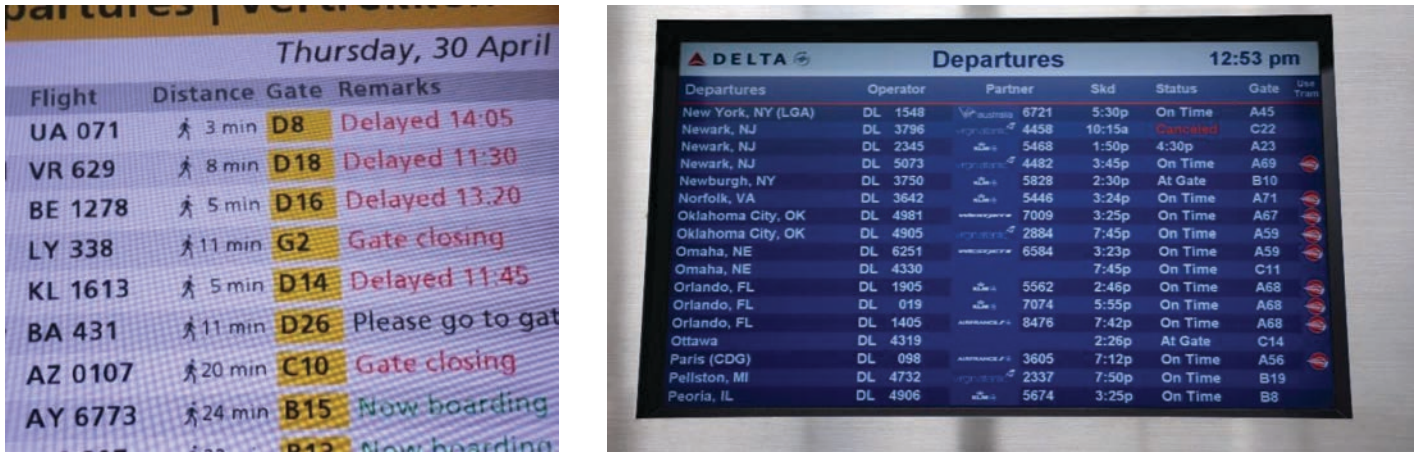 partures | Vertrekken
Thursday, 30 April
Flight Distance Gate Remarks
UA 071 3 min D8 Delayed 14:05
VR 629 8 min D18 Delayed 11:30
BE 1278 5 min D16 Delayed 13.20
LY 338 11 min G2 Gate closing
KL 1613 5 min D14 Delayed 11:45
BA 431 11 min D26 Please go to gat
AZ 0107 20 min C10 Gate closing
AY 6773 24 min B15 Now boarding
B13 Now boarding
DELTA Departures 12:53 pm
Departures Operator Partner Skd Status Gate Use Tram
New York, NY (LGA) DL 1548 australia 6721 5:30p On Time A45
Newark, NJ DL 3796 4458 10:15a Canceled C22
Newark, NJ DL 2345 KLM 5468 1:50p 4:30p A23
Newark, NJ DL 5073 4482 3:45p On Time A69
Newburgh, NY DL 3750 KLM 5828 2:30p At Gate B10
Norfolk, VA DL 3642 KLM 5446 3:24p On Time A71
Oklahoma City, OK DL 4981 7009 3:25p On Time A67
Oklahoma City, OK DL 4905 2884 7:45p On Time A59
Omaha, NE DL 6251 6584 3:23p On Time A59
Omaha, NE DL 4330 7:45p On Time C11
Orlando, FL DL 1905 KLM 5562 2:46p On Time A68
Orlando, FL DL 019 KLM 7074 5:55p On Time A68
Orlando, FL DL 1405 AIRFRANCE 8476 7:42p On Time A68
Ottawa DL 4319 2:26p At Gate C14
Paris (CDG) DL 098 AIRFRANCE 3605 7:12p On Time A56
Pellston, MI DL 4732 2337 7:50p On Time B19
Peoria, IL DL 4906 KLM 5674 3:25p On Time B8